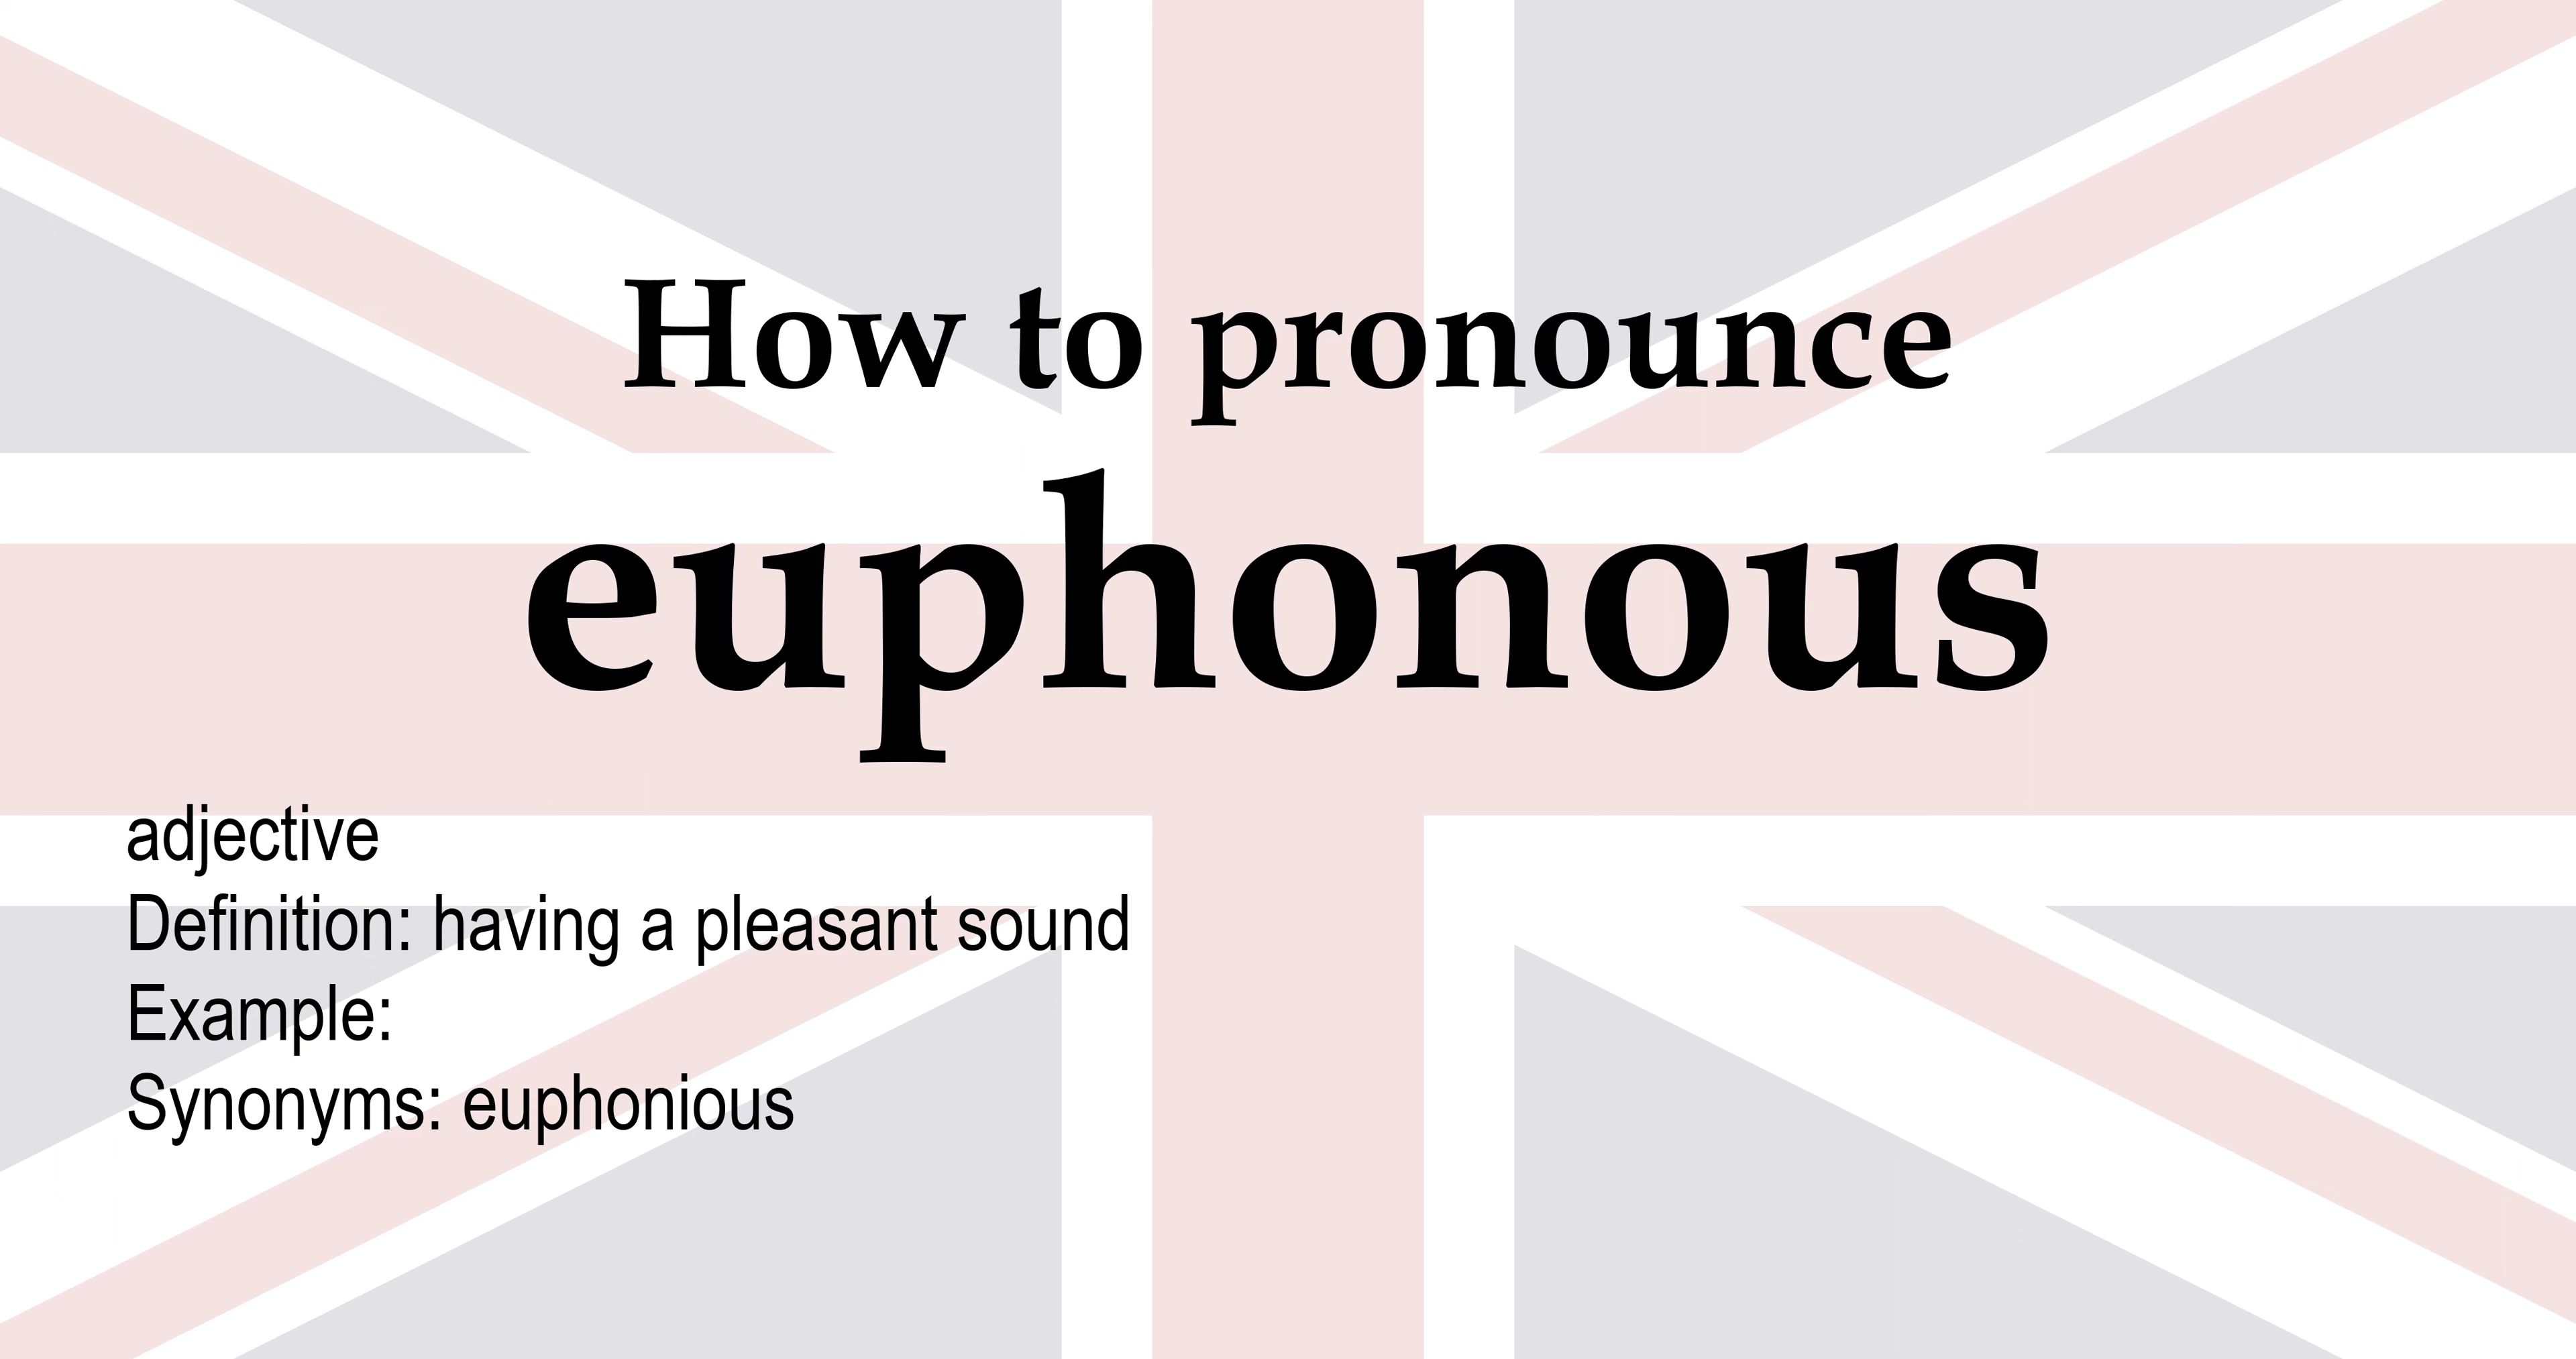 How to pronounce
euphonous
adjective
Definition: having a pleasant sound
Example:
Synonyms: euphonious